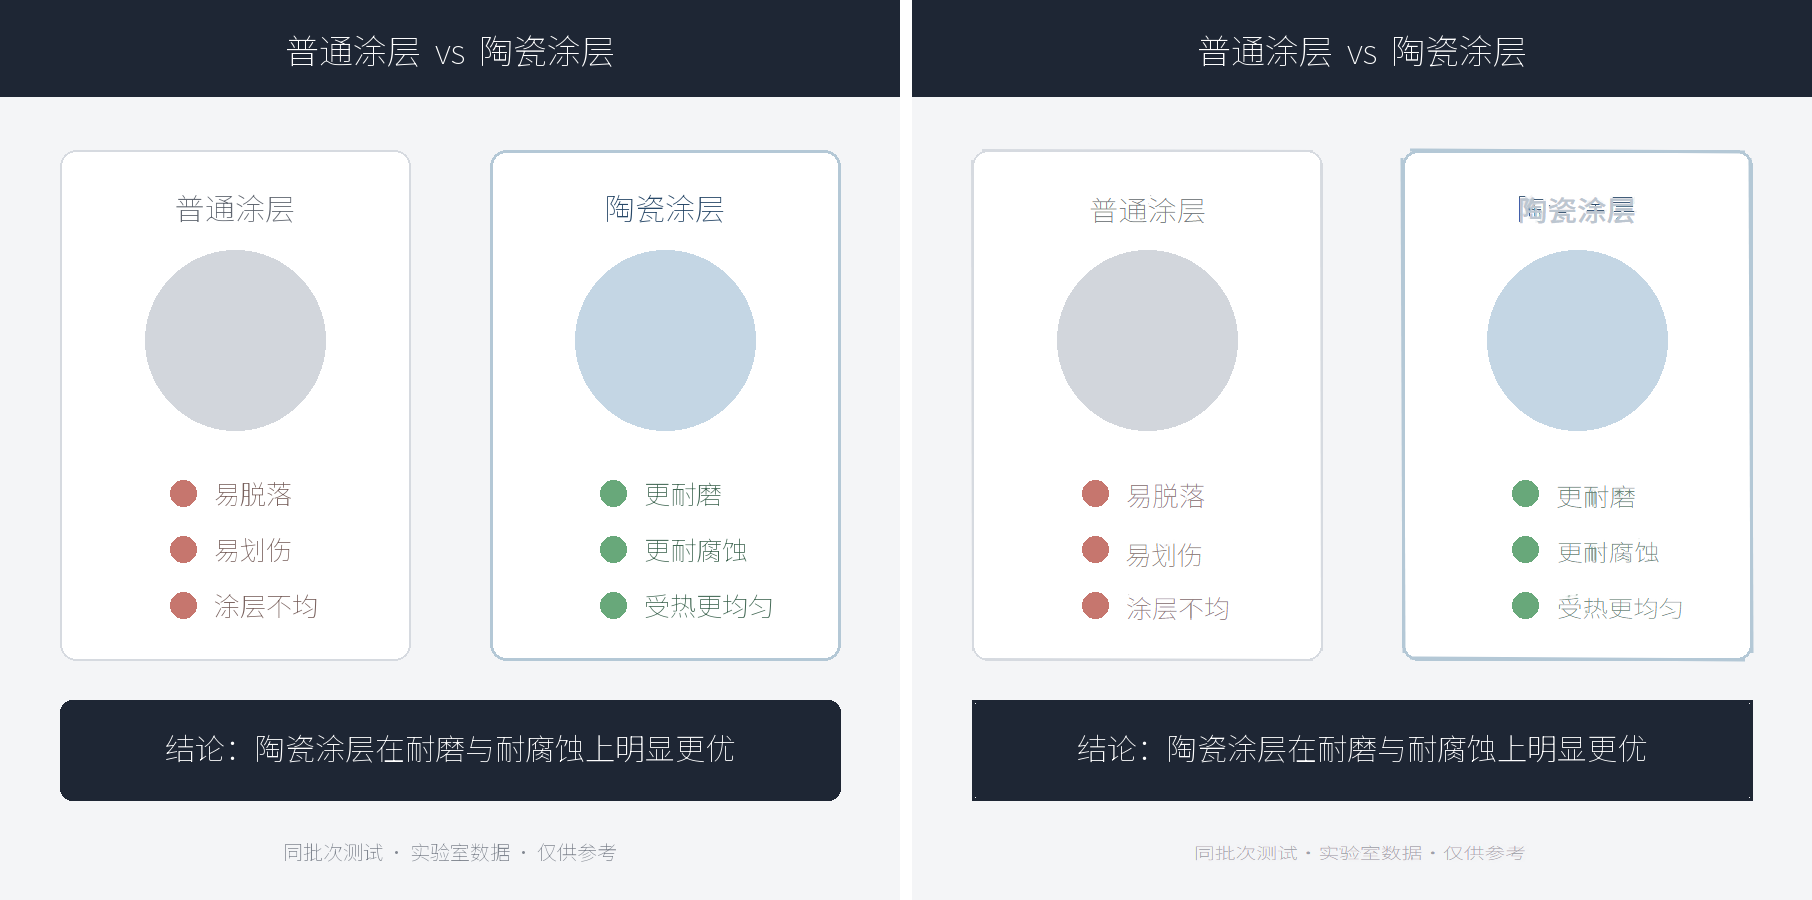 普通涂层 vs 陶瓷涂层
普通涂层
易脱落
易划伤
涂层不均
陶瓷涂层
更耐磨
更耐腐蚀
受热更均匀
结论：陶瓷涂层在耐磨与耐腐蚀上明显更优
同批次测试 · 实验室数据 · 仅供参考
普通涂层 vs 陶瓷涂层
普通涂层
易脱落
易划伤
涂层不均
陶瓷涂层
更耐磨
更耐腐蚀
受热更均匀
结论：陶瓷涂层在耐磨与耐腐蚀上明显更优
同批次测试・实验室数据・仅供参考